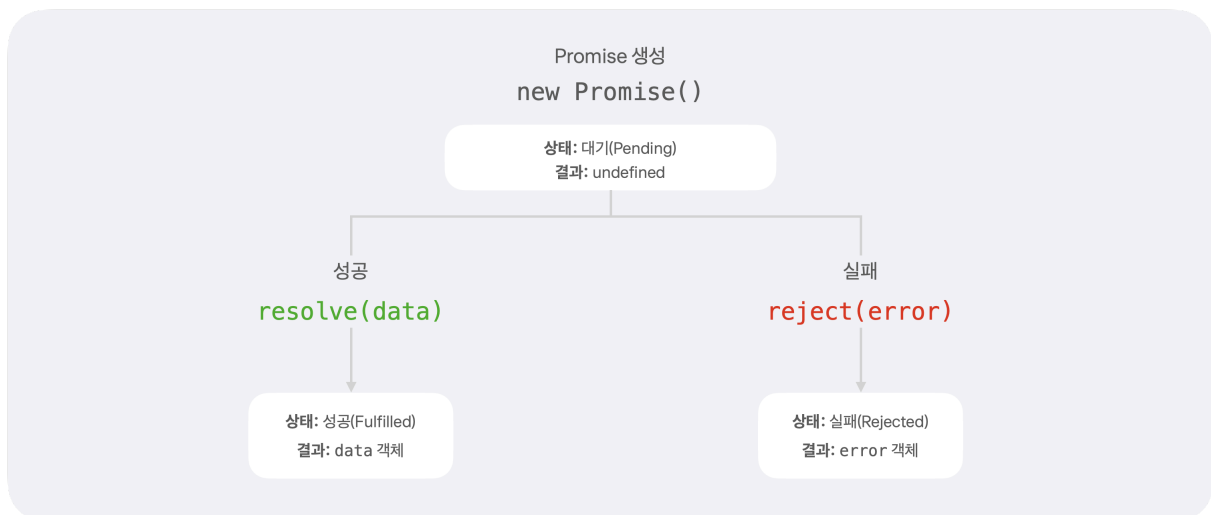 Promise 생성
new Promise()
상태: 대기(Pending)
결과: undefined
성공
resolve(data)
상태: 성공(Fulfilled)
결과: data 객체
실패
reject(error)
상태: 실패(Rejected)
결과: error 객체